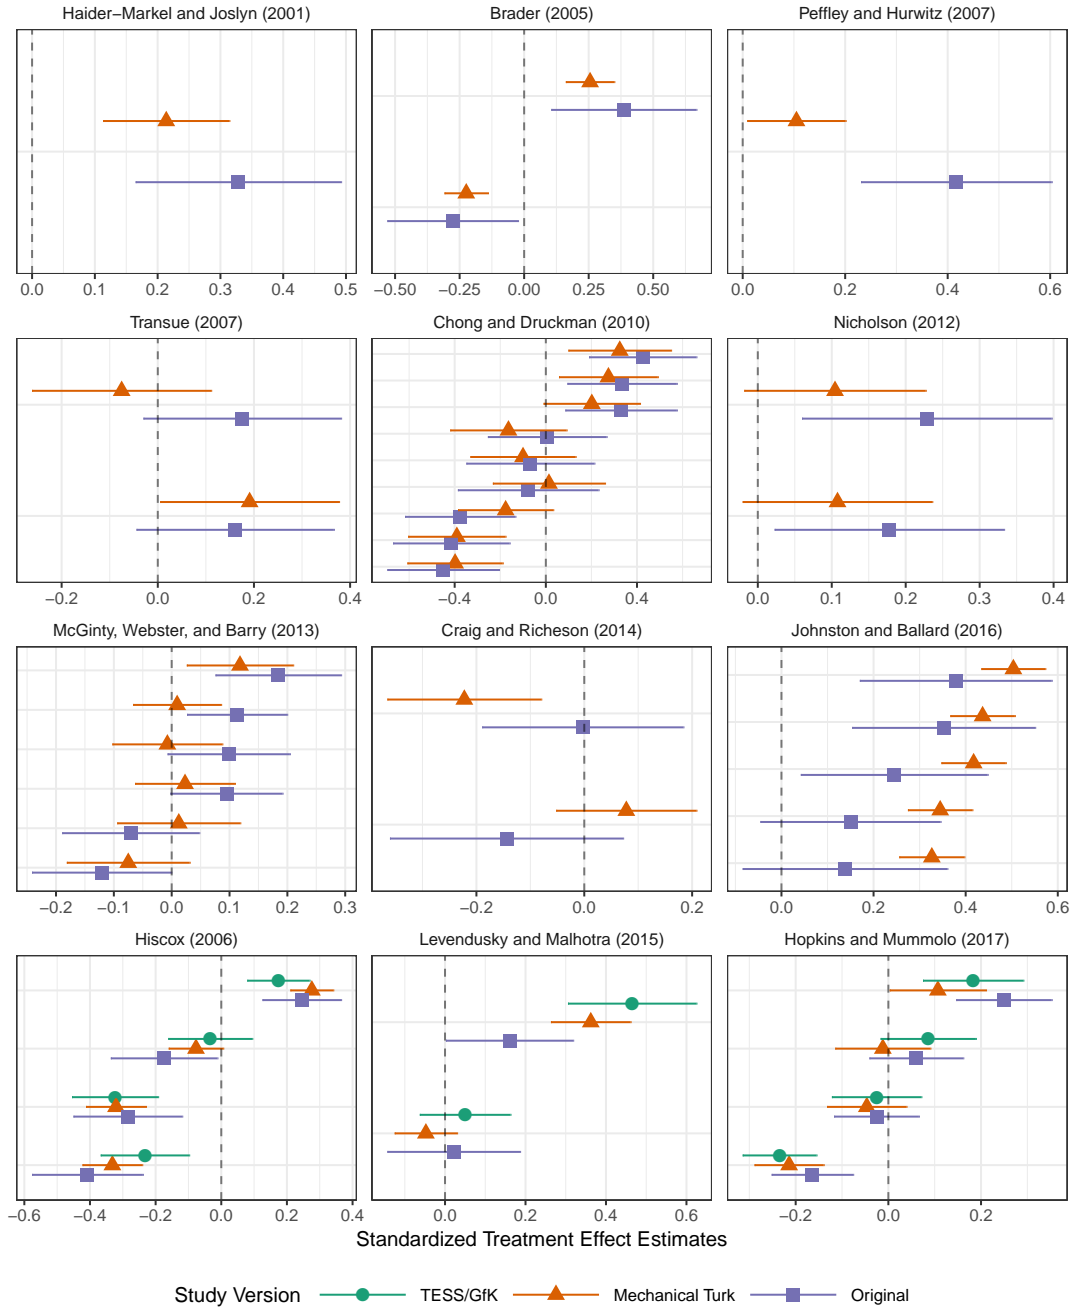 Haider−Markel and Joslyn (2001)
Brader (2005)
Peffley and Hurwitz (2007)
0.0 0.1 0.2 0.3 0.4 0.5
−0.50 −0.25 0.00 0.25 0.50
0.0 0.2 0.4 0.6
Transue (2007)
Chong and Druckman (2010)
Nicholson (2012)
−0.2 0.0 0.2 0.4
−0.4 0.0 0.4
0.0 0.1 0.2 0.3 0.4
McGinty, Webster, and Barry (2013)
Craig and Richeson (2014)
Johnston and Ballard (2016)
−0.2 −0.1 0.0 0.1 0.2 0.3
−0.2 0.0 0.2
0.0 0.2 0.4 0.6
Hiscox (2006)
Levendusky and Malhotra (2015)
Hopkins and Mummolo (2017)
−0.6 −0.4 −0.2 0.0 0.2 0.4
0.0 0.2 0.4 0.6
−0.2 0.0 0.2
Standardized Treatment Effect Estimates
Study Version TESS/GfK Mechanical Turk Original